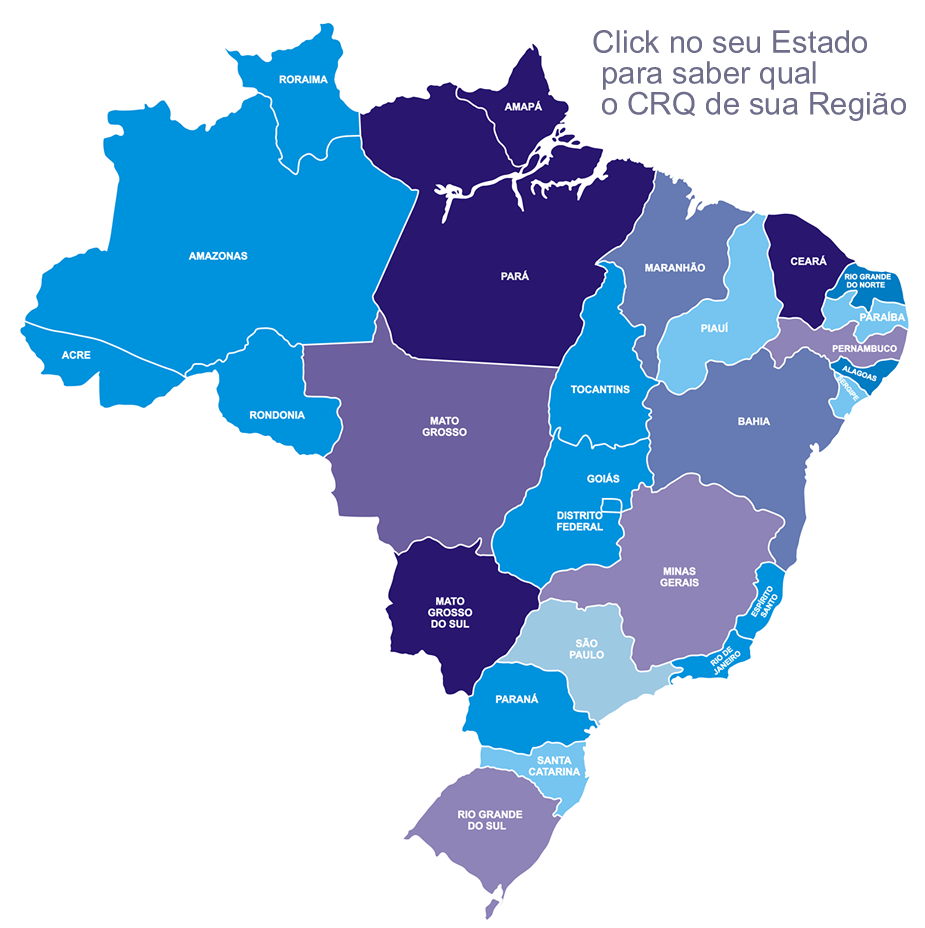 Click no seu Estado
para saber qual
o CRQ de sua Região
RORAIMA
AMAPÁ
AMAZONAS
PARÁ
MARANHÃO
CEARÁ
RIO GRANDE
DO NORTE
PARAÍBA
PIAUÍ
PERNAMBUCO
ACRE
ALAGOAS
SERGIPE
TOCANTINS
RONDONIA
MATO
GROSSO
BAHIA
GOIÁS
DISTRITO
FEDERAL
MINAS
GERAIS
ESPÍRITO
SANTO
MATO
GROSSO
DO SUL
SÃO
PAULO
RIO DE
JANEIRO
PARANÁ
SANTA
CATARINA
RIO GRANDE
DO SUL